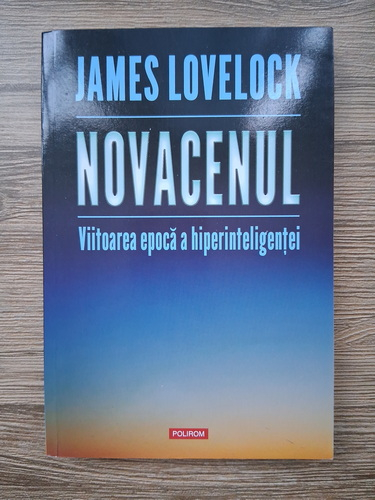 JAMES LOVELOCK
NOVACENUL
Viitoarea epocă a hiperinteligenței
POLIROM